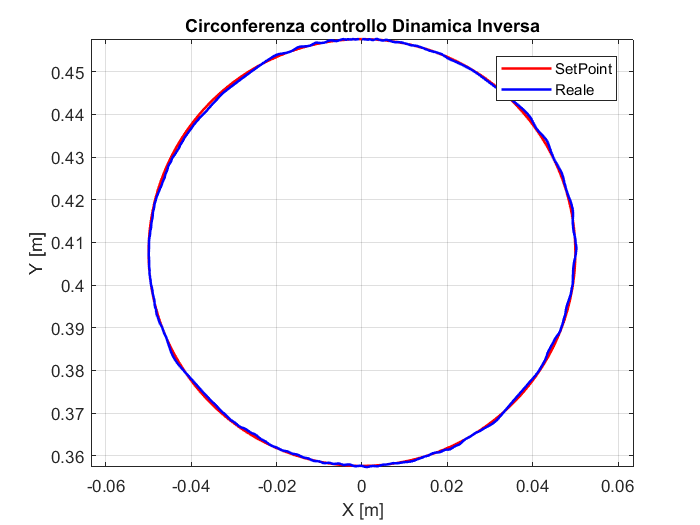 Circonferenza controllo Dinamica Inversa
SetPoint
Reale
0.45
0.44
0.43
0.42
0.41
0.4
0.39
0.38
0.37
0.36
Y [m]
-0.06 -0.04 -0.02 0 0.02 0.04 0.06
X [m]